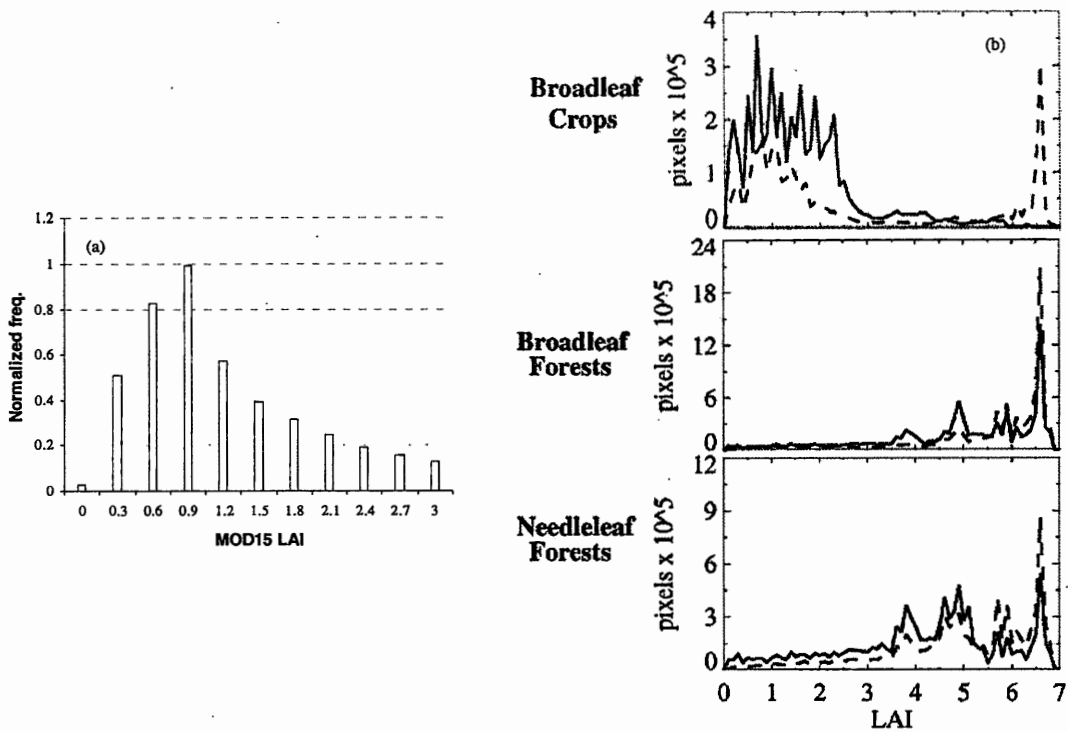 (a)
Normalized freq.
1.2
1
0.8
0.6
0.4
0.2
0
0 0.3 0.6 0.9 1.2 1.5 1.8 2.1 2.4 2.7 3
MOD15 LAI
(b)
Broadleaf
Crops
pixels x 10^5
4
3
2
1
0
Broadleaf
Forests
pixels x 10^5
24
18
12
6
0
Needleleaf
Forests
pixels x 10^5
12
9
6
3
0
0 1 2 3 4 5 6 7
LAI